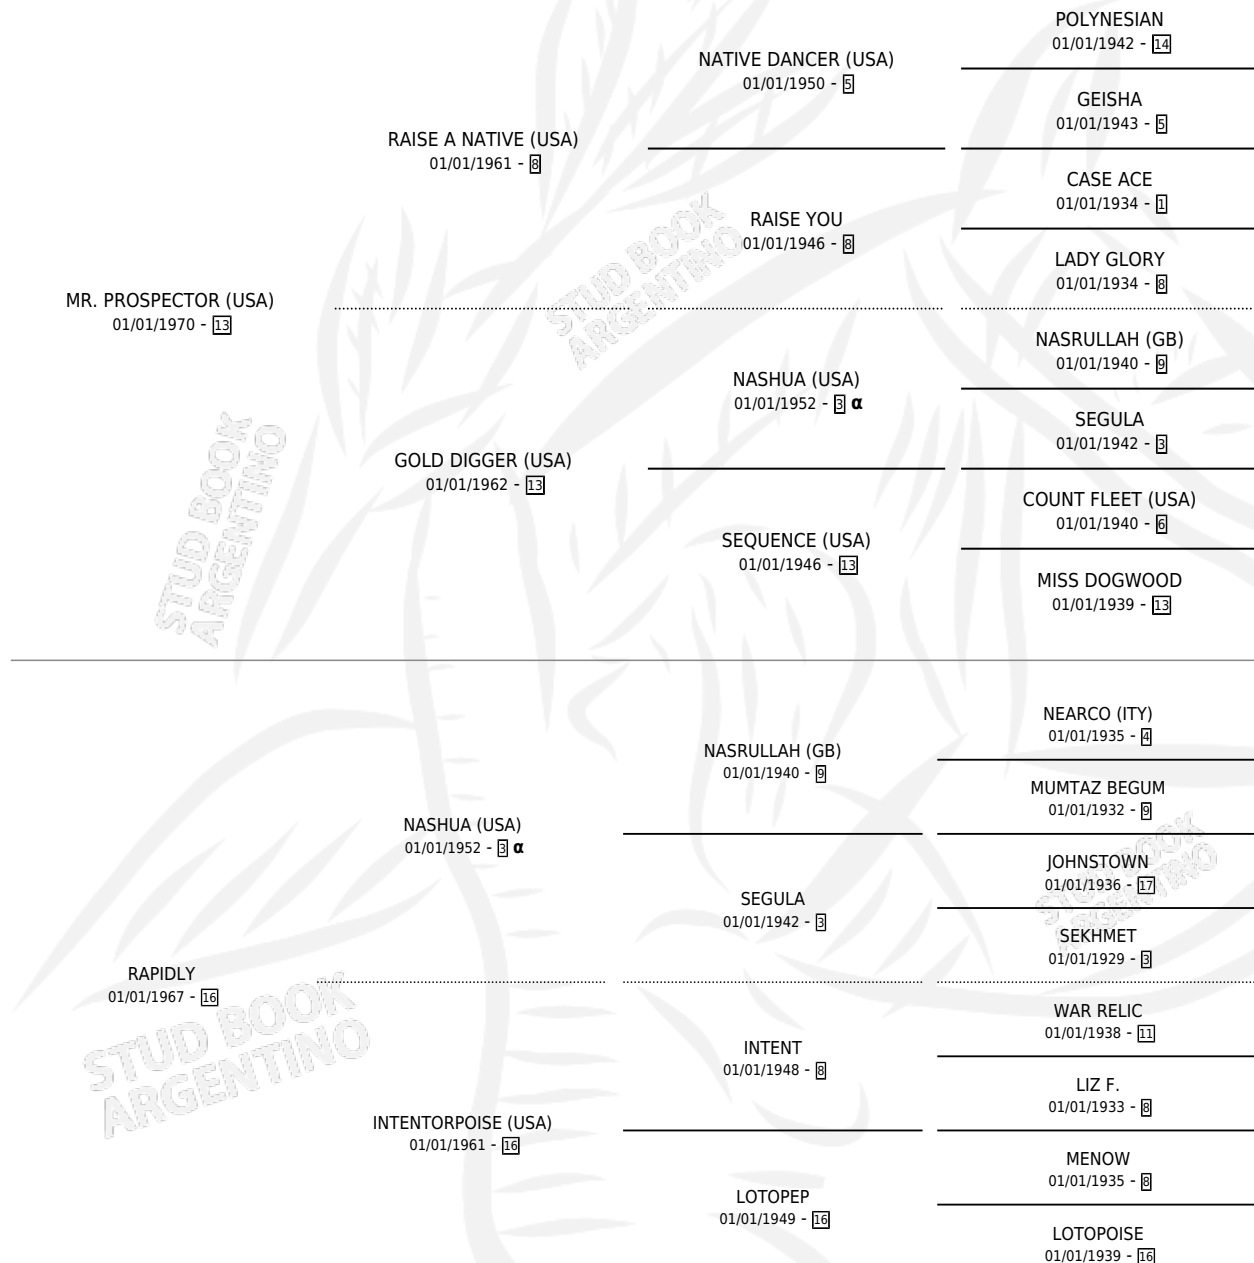 POLYNESIAN
01/01/1942 - 14
NATIVE DANCER (USA)
01/01/1950 - 5
GEISHA
01/01/1943 - 5
RAISE A NATIVE (USA)
01/01/1961 - 8
CASE ACE
01/01/1934 - 1
RAISE YOU
01/01/1946 - 8
LADY GLORY
01/01/1934 - 8
MR. PROSPECTOR (USA)
01/01/1970 - 13
NASRULLAH (GB)
01/01/1940 - 9
NASHUA (USA)
01/01/1952 - 3 α
SEGULA
01/01/1942 - 3
GOLD DIGGER (USA)
01/01/1962 - 13
COUNT FLEET (USA)
01/01/1940 - 6
SEQUENCE (USA)
01/01/1946 - 13
MISS DOGWOOD
01/01/1939 - 13
NEARCO (ITY)
01/01/1935 - 4
NASRULLAH (GB)
01/01/1940 - 9
MUMTAZ BEGUM
01/01/1932 - 9
NASHUA (USA)
01/01/1952 - 3 α
JOHNSTOWN
01/01/1936 - 17
SEGULA
01/01/1942 - 3
SEKHMET
01/01/1929 - 3
RAPIDLY
01/01/1967 - 16
WAR RELIC
01/01/1938 - 11
INTENT
01/01/1948 - 8
LIZ F.
01/01/1933 - 8
INTENTORPOISE (USA)
01/01/1961 - 16
MENOW
01/01/1935 - 8
LOTOPEP
01/01/1949 - 16
LOTOPOISE
01/01/1939 - 16
STUD BOOK
ARGENTINO
STUD BOOK
ARGENTINO
STUD BOOK
ARGENTINO
STUD BOOK
ARGENTINO